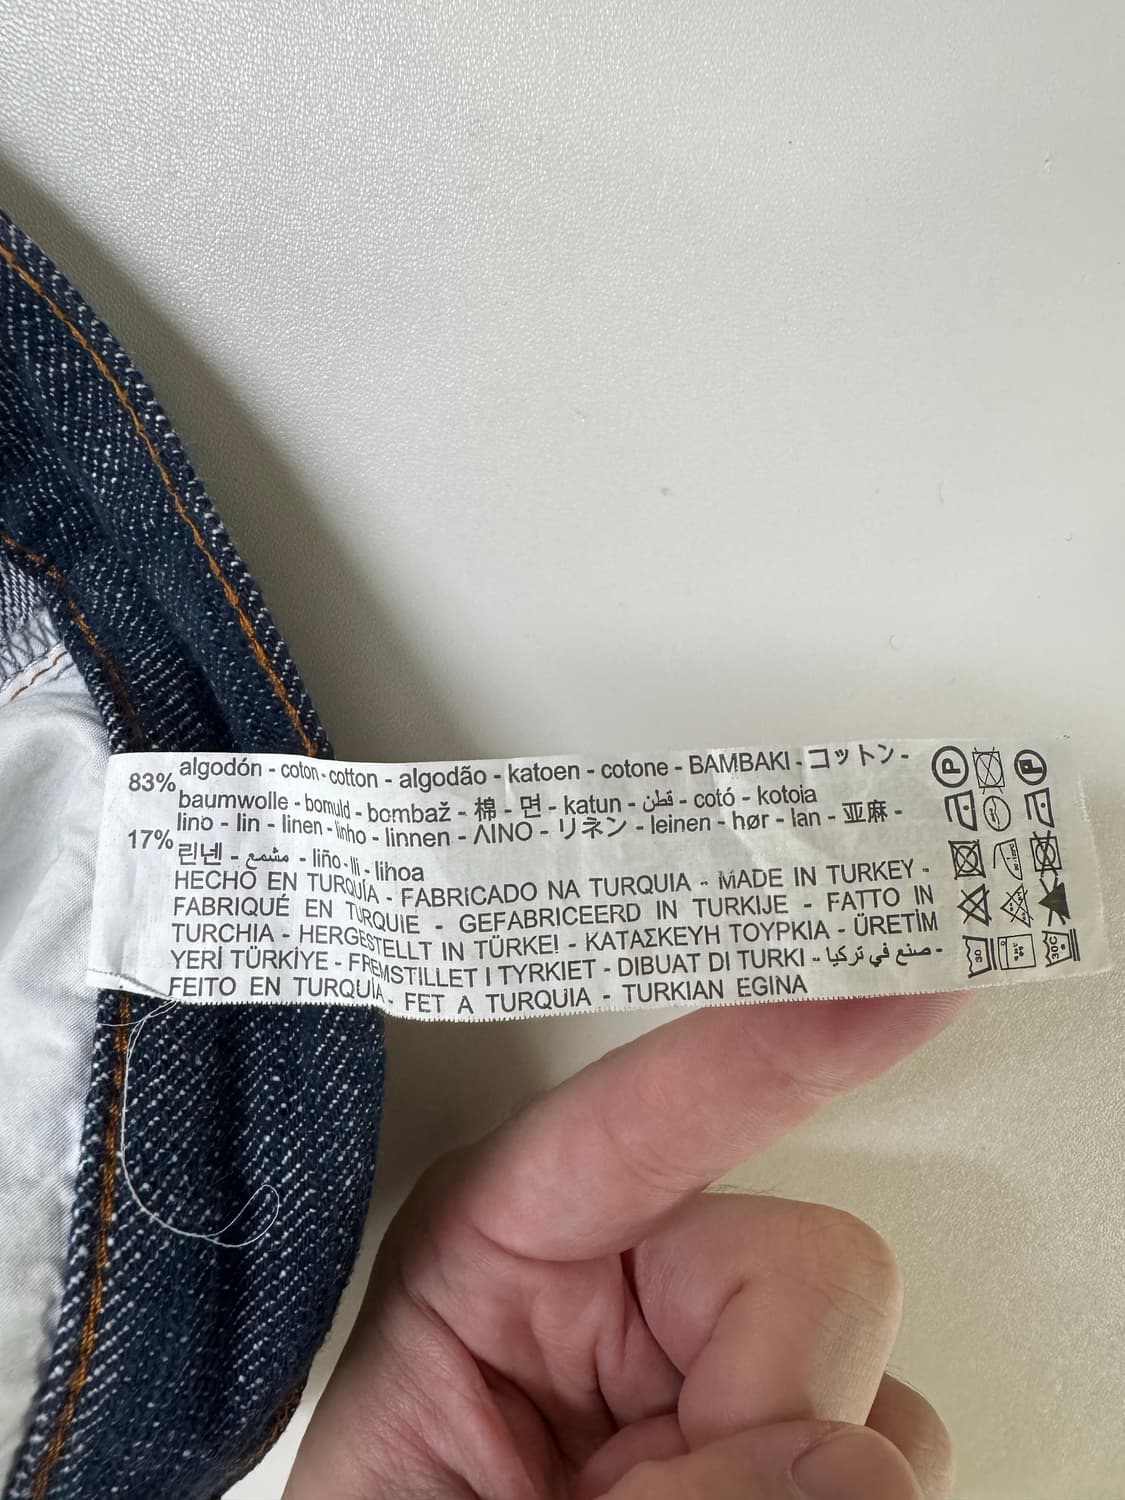 83% algodón - coton - cotton - algodão - katoen - cotone - BAMBAKI - コットン -
baumwolle - bomuld - bombaž - 棉 - 면 - katun - قطن - cotó - kotoia
17% lino - lin - linen - linho - linnen - ΛΙΝΟ - リネン - leinen - hør - lan - 亚麻 -
린넨 - مشمع - liño - lli - lihoa
HECHO EN TURQUÍA - FABRICADO NA TURQUIA - MADE IN TURKEY -
FABRIQUÉ EN TURQUIE - GEFABRICEERD IN TURKIJE - FATTO IN
TURCHIA - HERGESTELLT IN TÜRKEI - ΚΑΤΑΣΚΕΥΗ ΤΟΥΡΚΙΑ - ÜRETİM
YERİ TÜRKİYE - FREMSTILLET I TYRKIET - DIBUAT DI TURKI - صنع في تركيا -
FEITO EN TURQUÍA - FET A TURQUIA - TURKIAN EGINA
P
P
30C